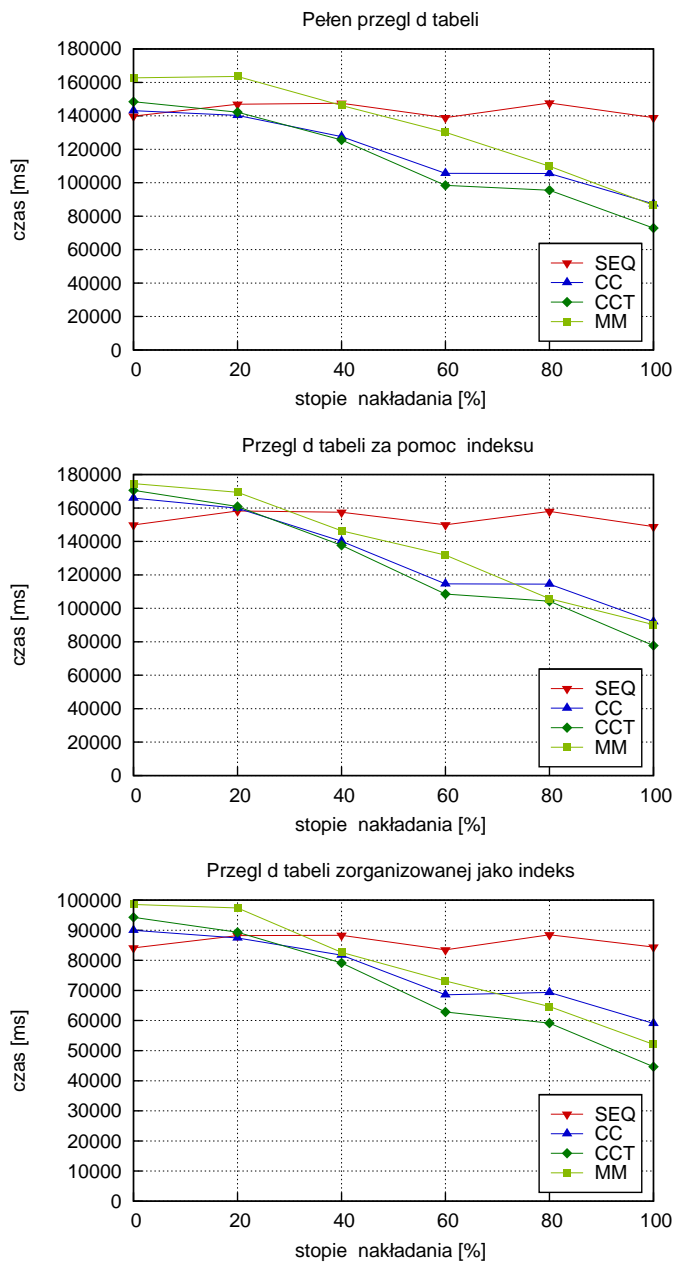 Pełen przegl d tabeli
180000
160000
140000
120000
100000
80000
60000
40000
20000
0
czas [ms]
SEQ
CC
CCT
MM
0 20 40 60 80 100
stopie nakładania [%]
Przegl d tabeli za pomoc indeksu
180000
160000
140000
120000
100000
80000
60000
40000
20000
0
czas [ms]
SEQ
CC
CCT
MM
0 20 40 60 80 100
stopie nakładania [%]
Przegl d tabeli zorganizowanej jako indeks
100000
90000
80000
70000
60000
50000
40000
30000
20000
10000
0
czas [ms]
SEQ
CC
CCT
MM
0 20 40 60 80 100
stopie nakładania [%]